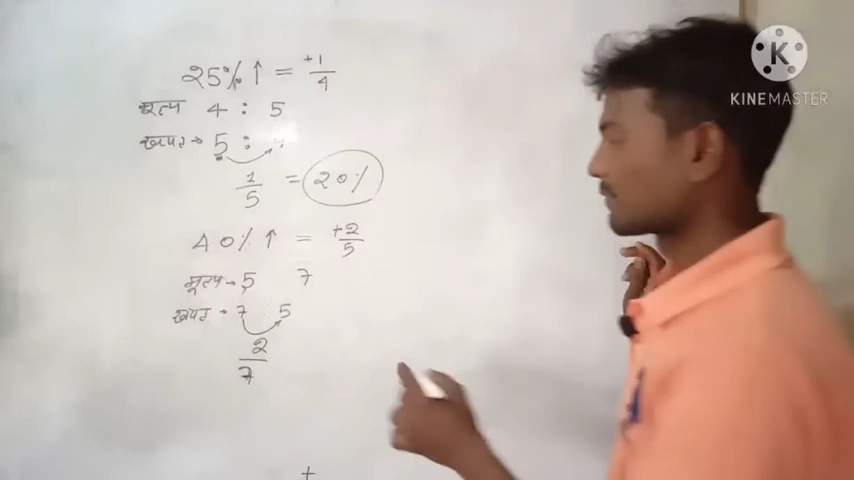 25% ↑ = +1/4
मूल्य 4 : 5
खपत → 5 :
1/5 = 20%
40% ↑ = +2/5
मूल्य → 5 7
खपत → 7 5
2/7
+
K
KINEMASTER